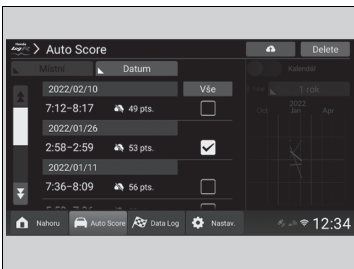 Honda LogR > Auto Score Delete
Místní Datum Kalendář
2022/02/10 Vše 1 rok
7:12–8:17 49 pts. 2022
Oct Jan Apr
2022/01/26
2:58–2:59 53 pts.
2022/01/11
7:36–8:09 56 pts.
Nahoru Auto Score Data Log Nastav. 12:34